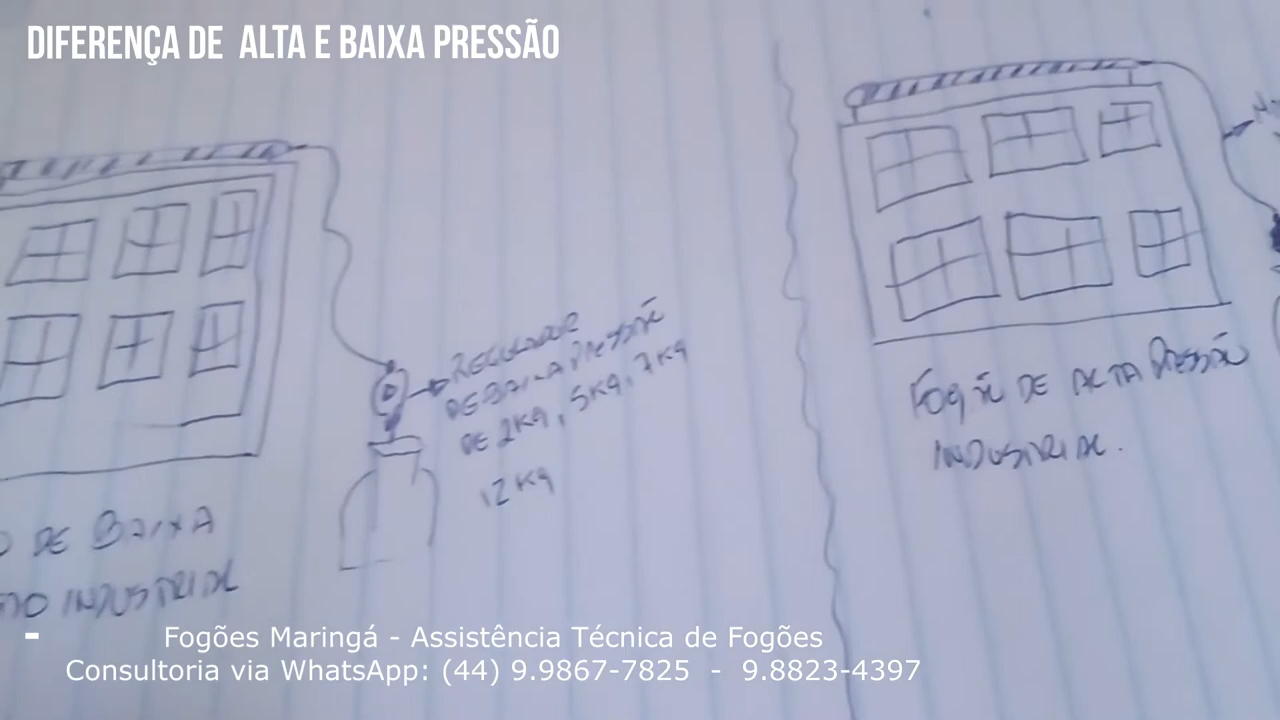 DIFERENÇA DE ALTA E BAIXA PRESSÃO
REGULADOR
DE BAIXA PRESSÃO
DE 2KG, 5KG, 7KG
12KG
DE BAIXA
INDUSTRIAL
FOGÃO DE ALTA PRESSÃO
INDUSTRIAL.
- Fogões Maringá - Assistência Técnica de Fogões
Consultoria via WhatsApp: (44) 9.9867-7825 - 9.8823-4397